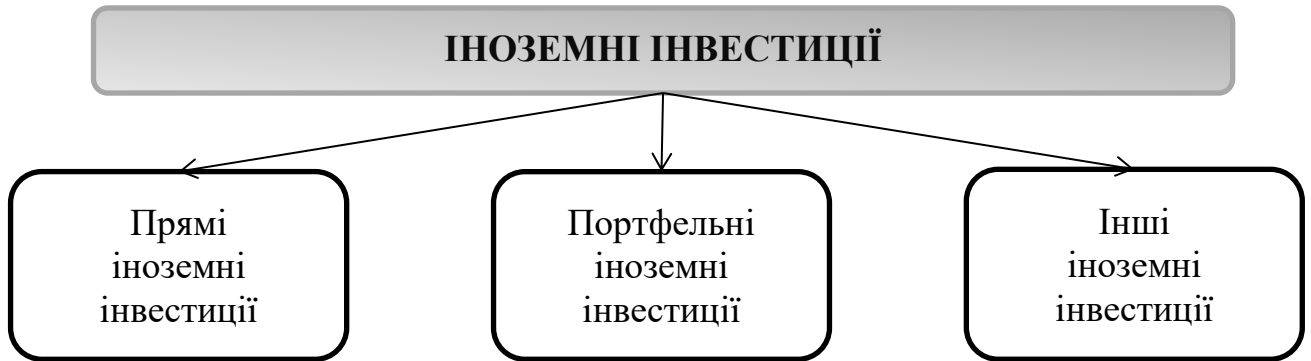 ІНОЗЕМНІ ІНВЕСТИЦІЇ
Прямі
іноземні
інвестиції
Портфельні
іноземні
інвестиції
Інші
іноземні
інвестиції